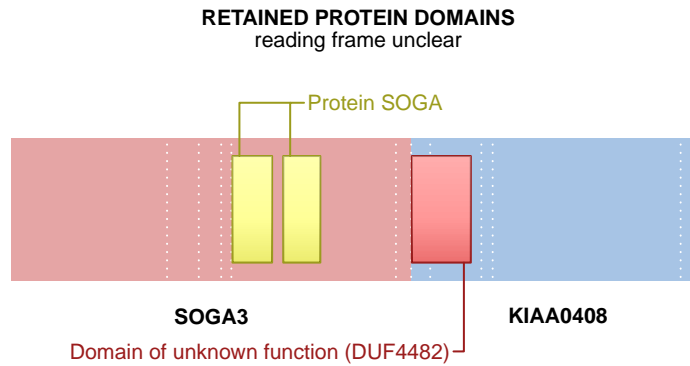 RETAINED PROTEIN DOMAINS
reading frame unclear
Protein SOGA
SOGA3
KIAA0408
Domain of unknown function (DUF4482)